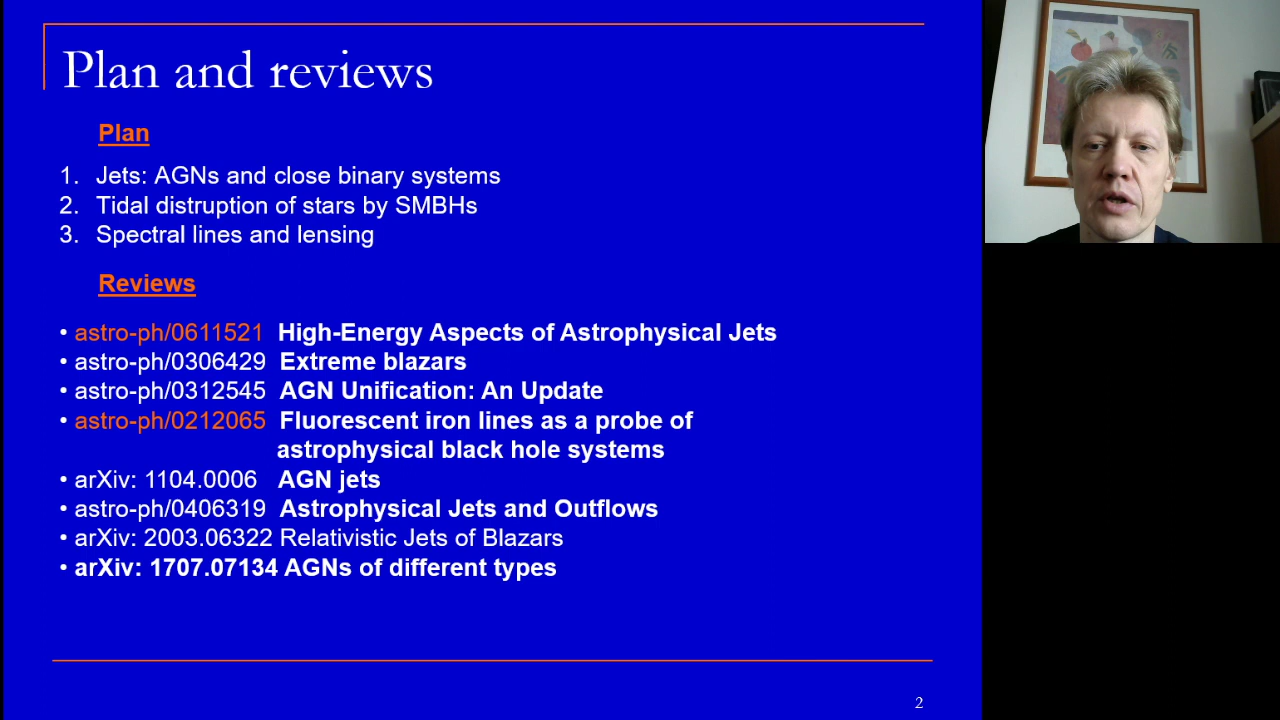 Plan and reviews
Plan
1. Jets: AGNs and close binary systems
2. Tidal distruption of stars by SMBHs
3. Spectral lines and lensing
Reviews
• astro-ph/0611521 High-Energy Aspects of Astrophysical Jets
• astro-ph/0306429 Extreme blazars
• astro-ph/0312545 AGN Unification: An Update
• astro-ph/0212065 Fluorescent iron lines as a probe of
astrophysical black hole systems
• arXiv: 1104.0006 AGN jets
• astro-ph/0406319 Astrophysical Jets and Outflows
• arXiv: 2003.06322 Relativistic Jets of Blazars
• arXiv: 1707.07134 AGNs of different types
2